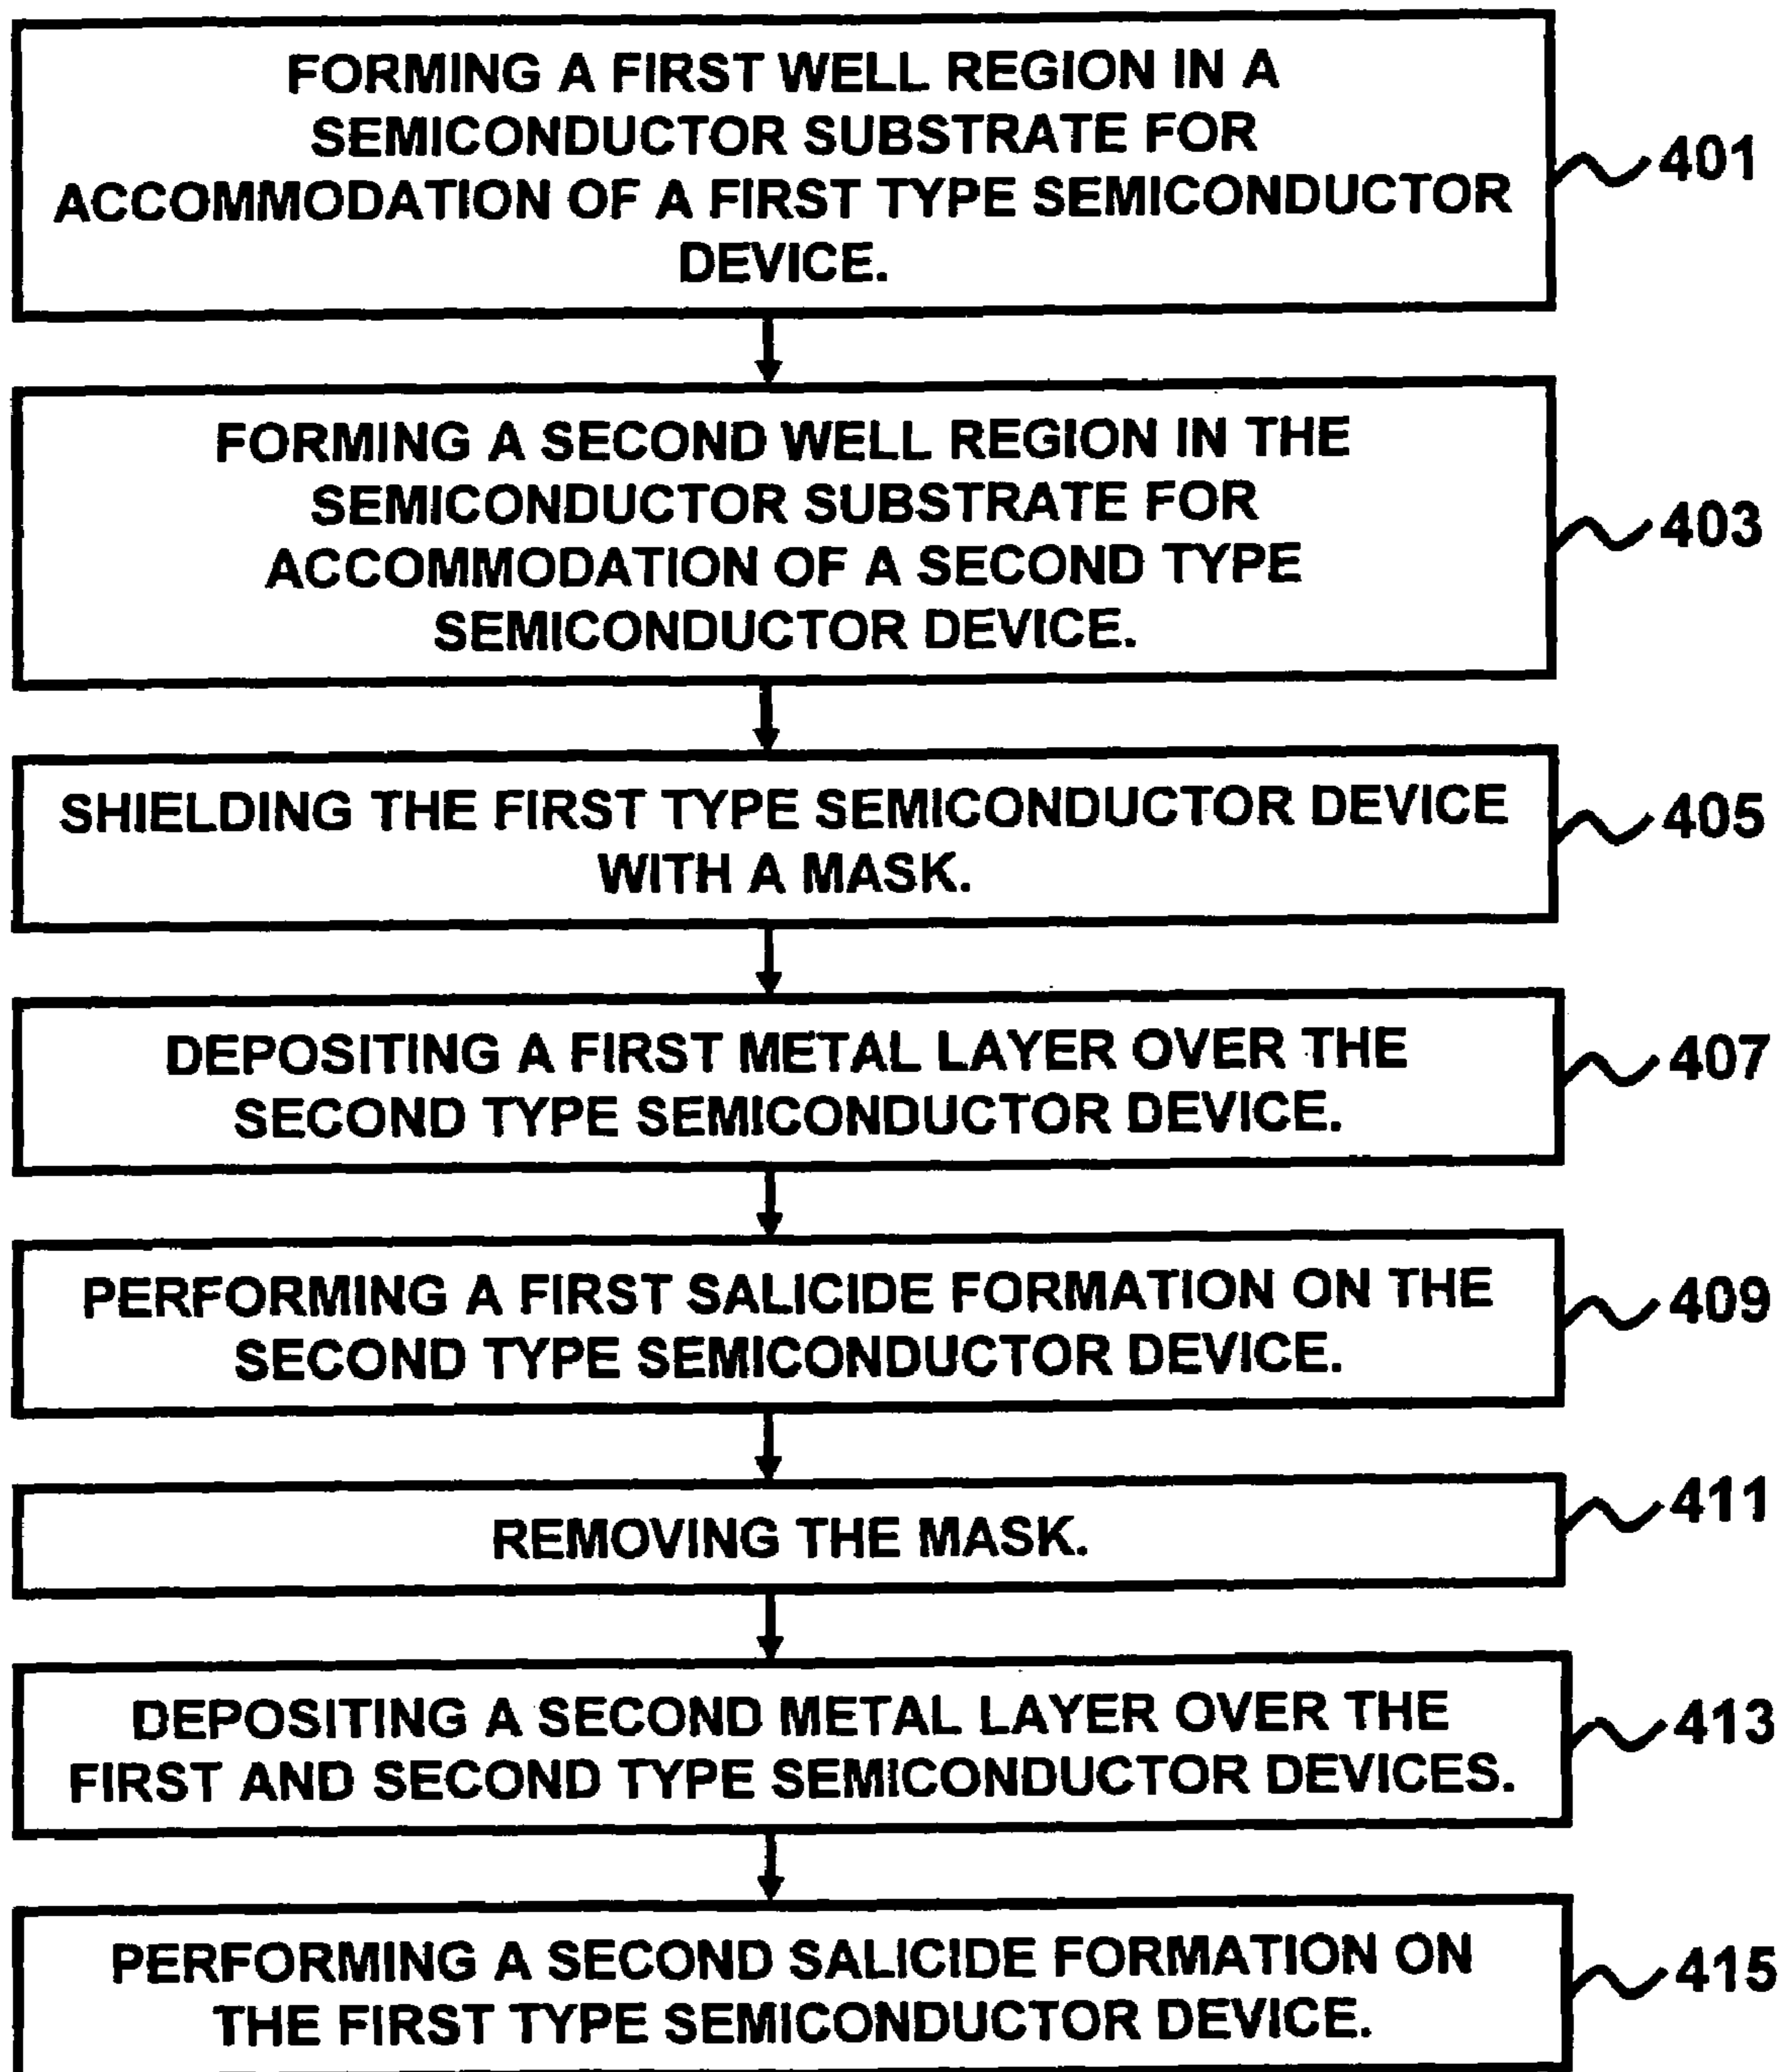 FORMING A FIRST WELL REGION IN A
SEMICONDUCTOR SUBSTRATE FOR
ACCOMMODATION OF A FIRST TYPE SEMICONDUCTOR
DEVICE.
401
FORMING A SECOND WELL REGION IN THE
SEMICONDUCTOR SUBSTRATE FOR
ACCOMMODATION OF A SECOND TYPE
SEMICONDUCTOR DEVICE.
403
SHIELDING THE FIRST TYPE SEMICONDUCTOR DEVICE
WITH A MASK.
405
DEPOSITING A FIRST METAL LAYER OVER THE
SECOND TYPE SEMICONDUCTOR DEVICE.
407
PERFORMING A FIRST SALICIDE FORMATION ON THE
SECOND TYPE SEMICONDUCTOR DEVICE.
409
REMOVING THE MASK.
411
DEPOSITING A SECOND METAL LAYER OVER THE
FIRST AND SECOND TYPE SEMICONDUCTOR DEVICES.
413
PERFORMING A SECOND SALICIDE FORMATION ON
THE FIRST TYPE SEMICONDUCTOR DEVICE.
415